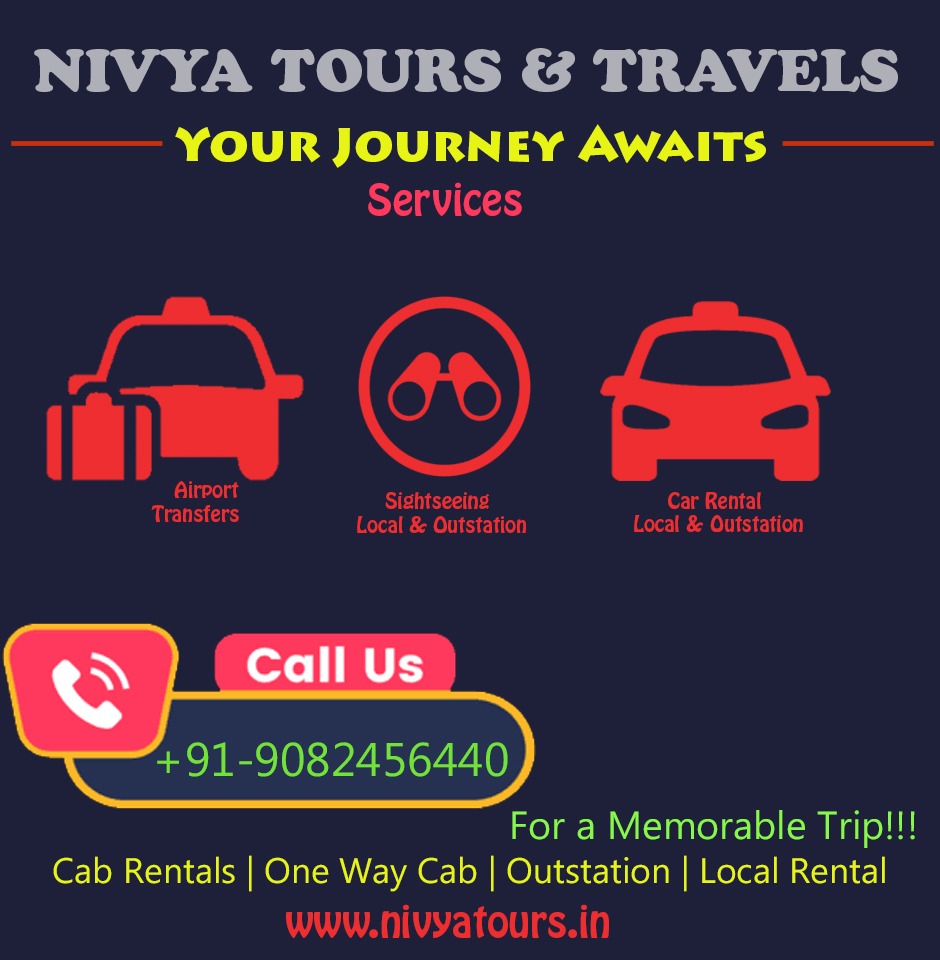 NIVYA TOURS & TRAVELS
YOUR JOURNEY AWAITS
Services
Airport
Transfers
Sightseeing
Local & Outstation
Car Rental
Local & Outstation
Call Us
+91-9082456440
For a Memorable Trip!!!
Cab Rentals | One Way Cab | Outstation | Local Rental
www.nivyatours.in